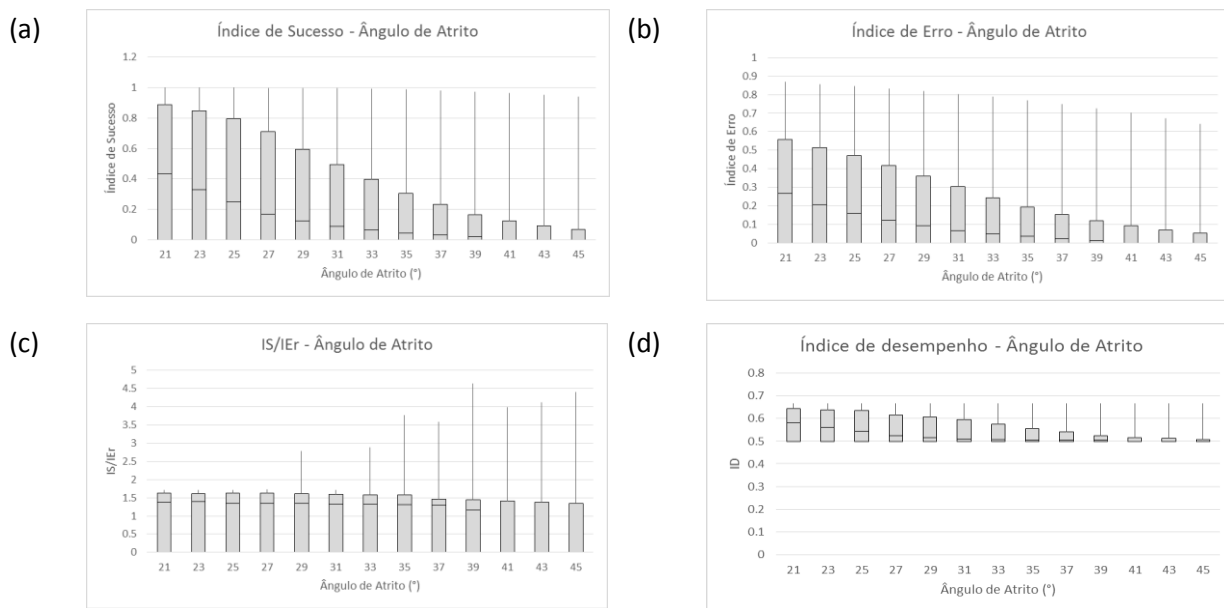 (a)
Índice de Sucesso - Ângulo de Atrito
1.2
1
0.8
0.6
0.4
0.2
0
Índice de Sucesso
21 23 25 27 29 31 33 35 37 39 41 43 45
Ângulo de Atrito (°)
(b)
Índice de Erro - Ângulo de Atrito
1
0.9
0.8
0.7
0.6
0.5
0.4
0.3
0.2
0.1
0
Índice de Erro
21 23 25 27 29 31 33 35 37 39 41 43 45
Ângulo de Atrito (°)
(c)
IS/IEr - Ângulo de Atrito
5
4.5
4
3.5
3
2.5
2
1.5
1
0.5
0
IS/IEr
21 23 25 27 29 31 33 35 37 39 41 43 45
Ângulo de Atrito (°)
(d)
Índice de desempenho - Ângulo de Atrito
0.8
0.7
0.6
0.5
0.4
0.3
0.2
0.1
0
ID
21 23 25 27 29 31 33 35 37 39 41 43 45
Ângulo de Atrito (°)